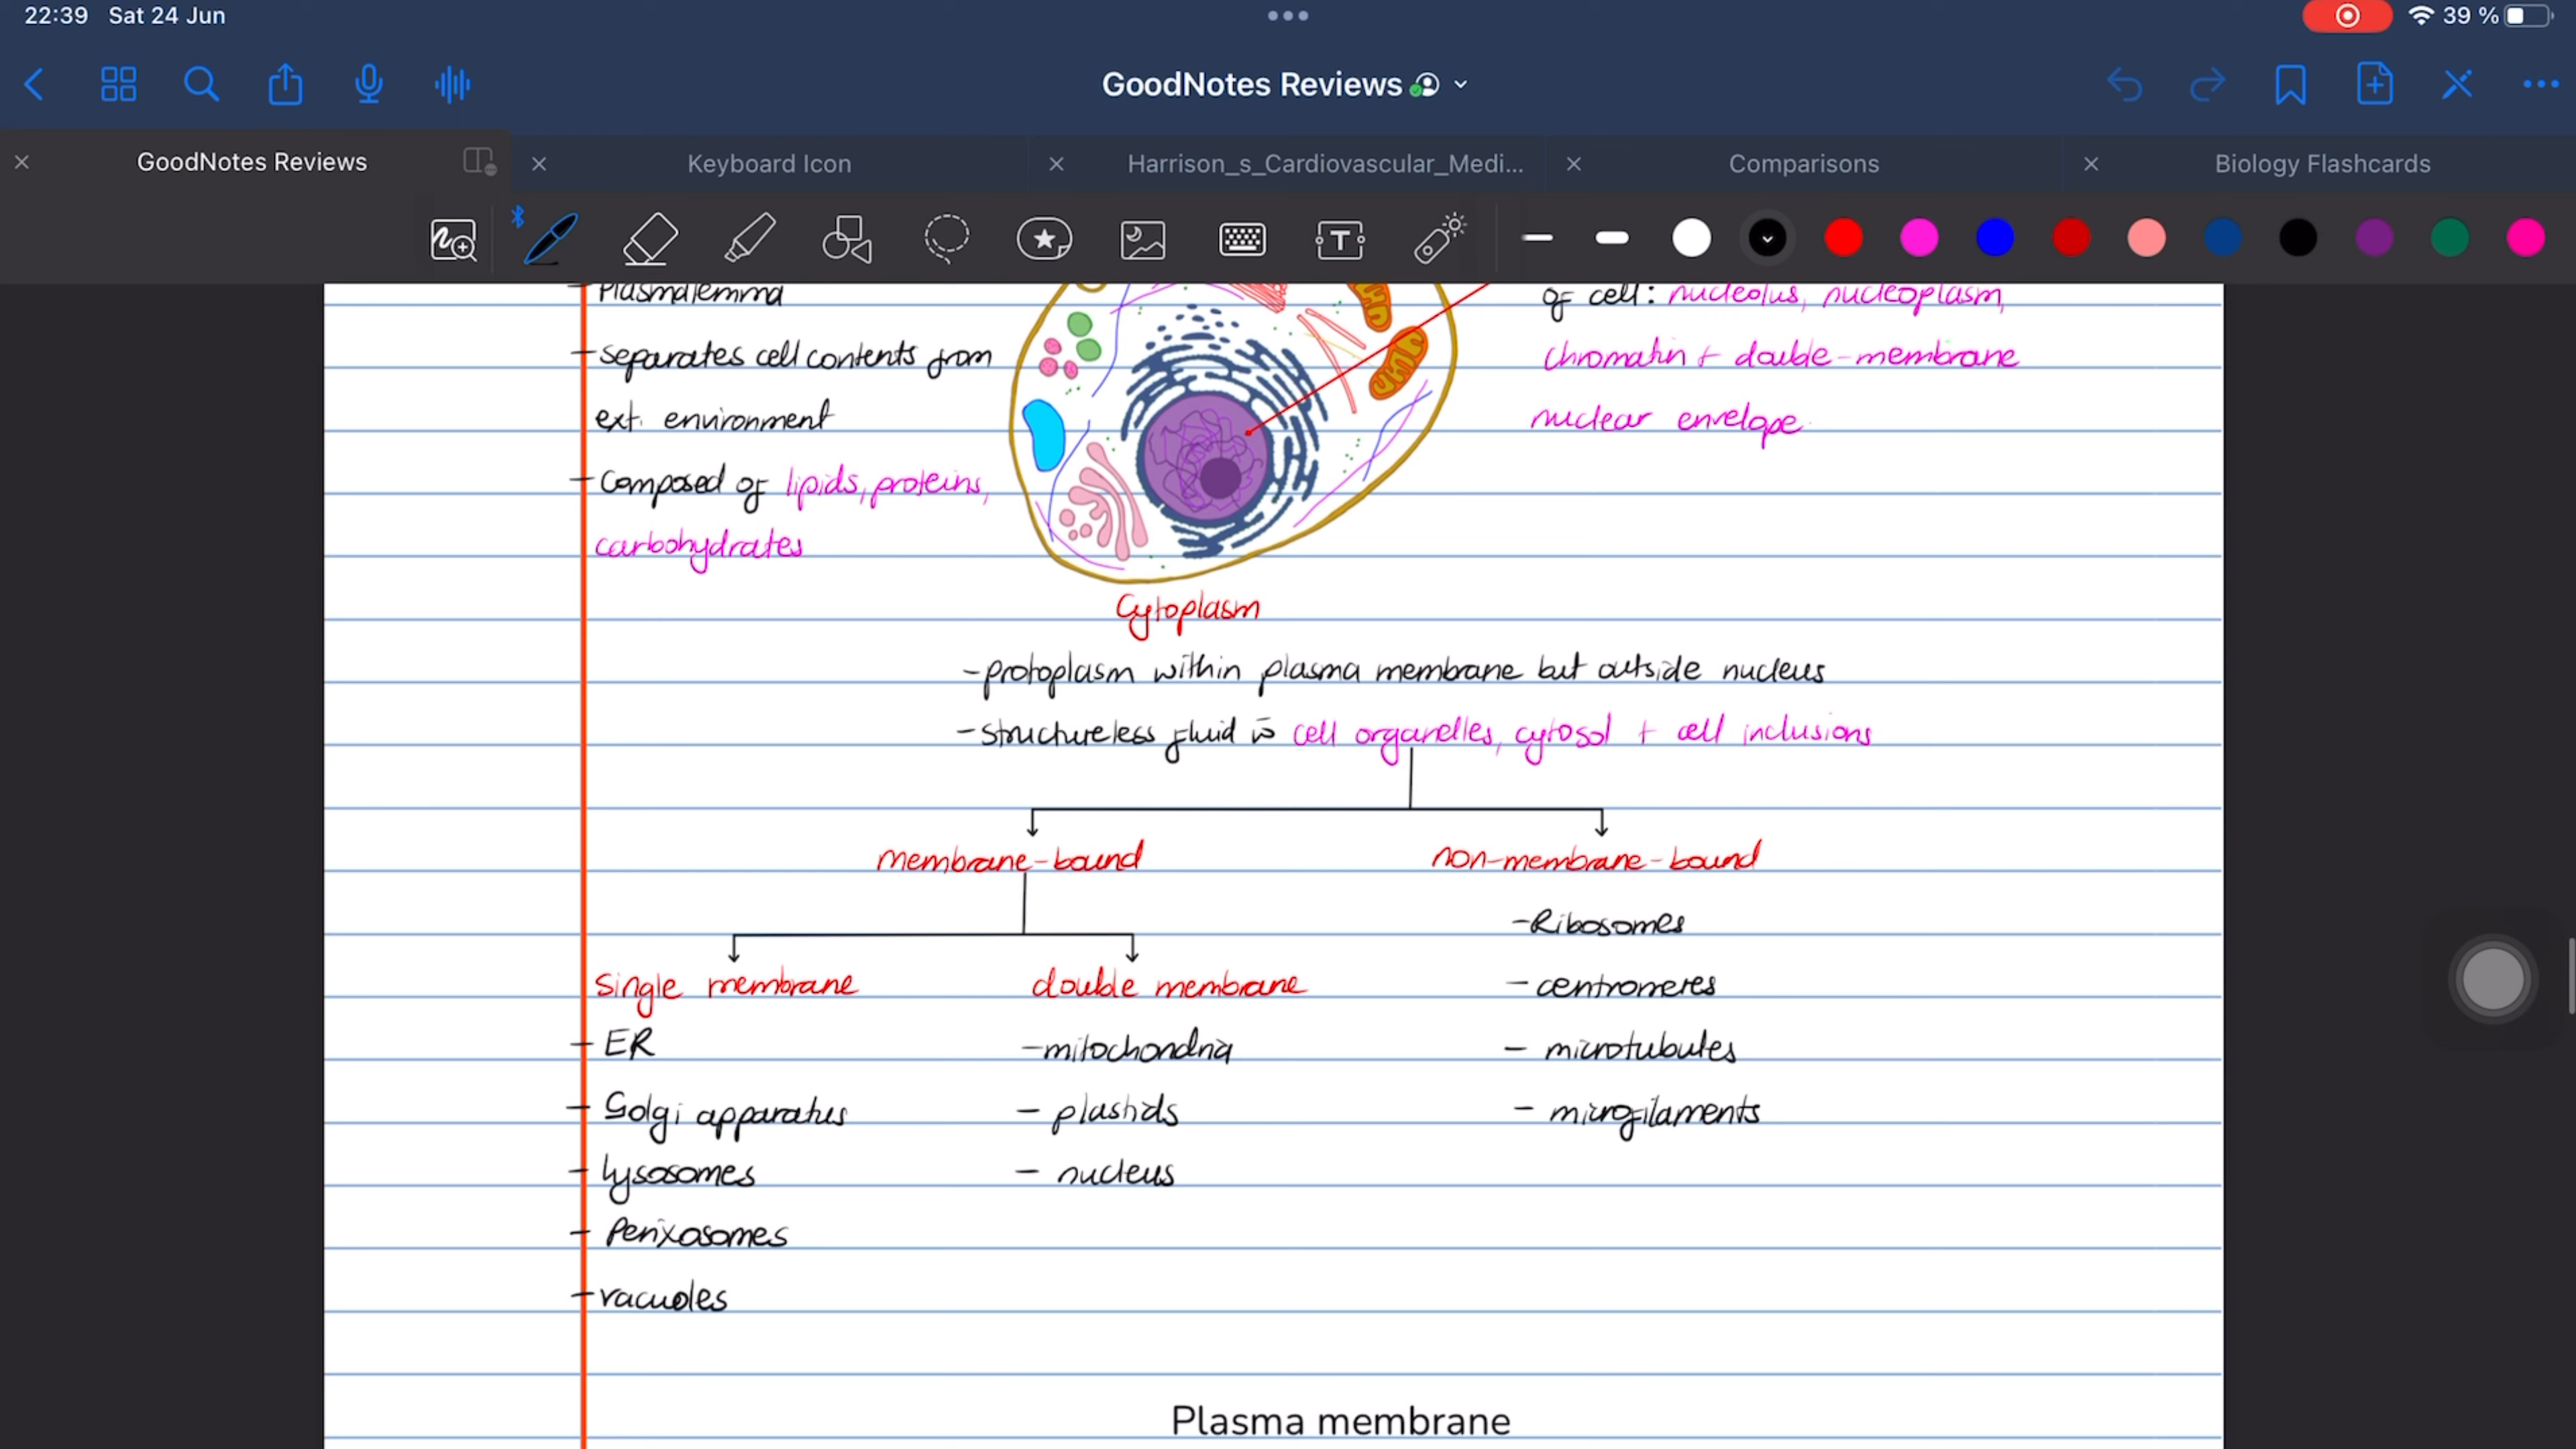 22:39 Sat 24 Jun
39 %
GoodNotes Reviews
GoodNotes Reviews
Keyboard Icon
Harrison_s_Cardiovascular_Medi...
Comparisons
Biology Flashcards
T
- Plasmalemma
- separates cell contents from
ext. environment
- composed of lipids, proteins,
carbohydrates
of cell: nucleolus, nucleoplasm,
chromatin + double-membrane
nuclear envelope.
Cytoplasm
- protoplasm within plasma membrane but outside nucleus
- structureless fluid c̄ cell organelles, cytosol + cell inclusions
membrane-bound
non-membrane-bound
single membrane
- ER
- Golgi apparatus
- Lysosomes
- Perixosomes
- vacuoles
double membrane
- mitochondria
- plastids
- nucleus
- Ribosomes
- centromeres
- microtubules
- microfilaments
Plasma membrane